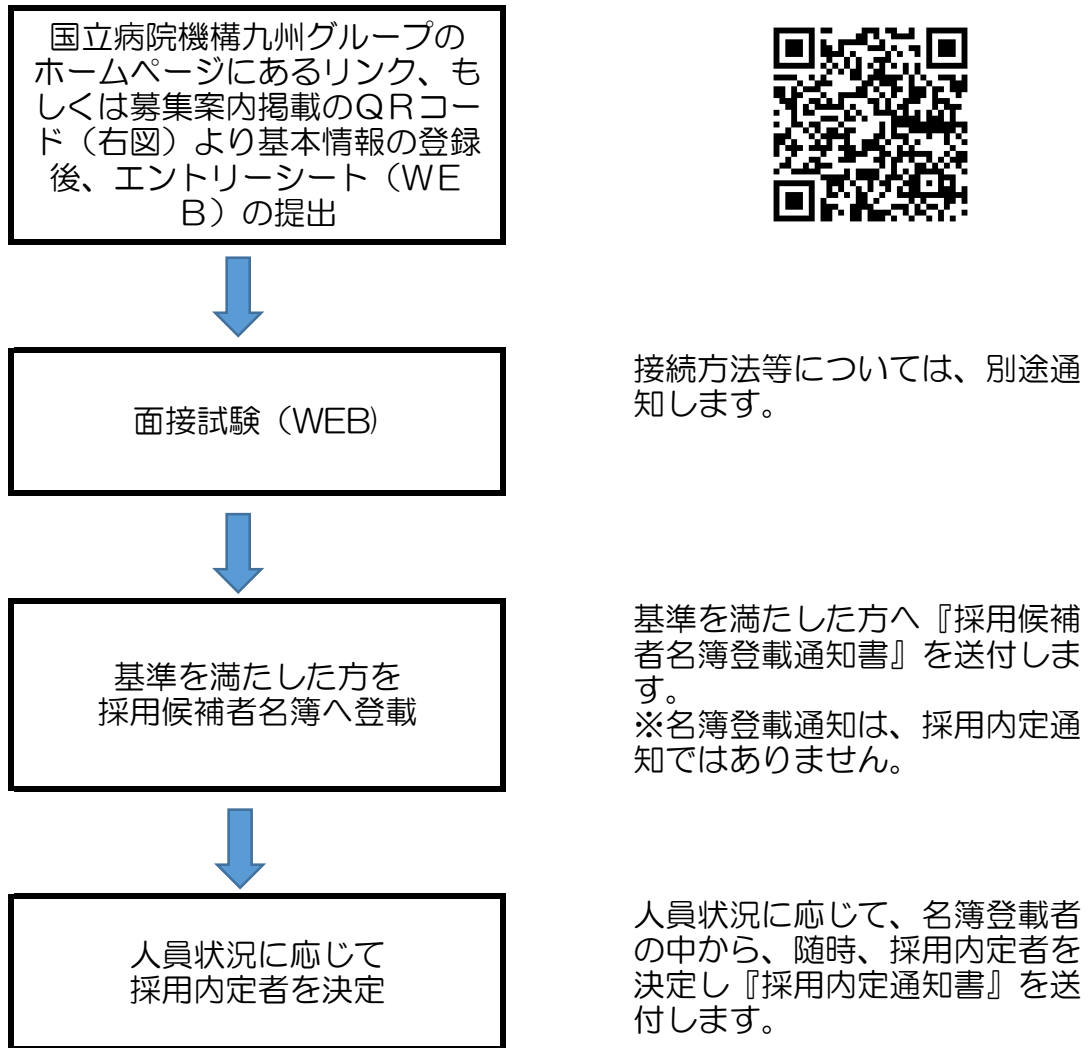 国立病院機構九州グループの
ホームページにあるリンク、も
しくは募集案内掲載のQRコー
ド（右図）より基本情報の登録
後、エントリーシート（WE
B）の提出
面接試験（WEB)
接続方法等については、別途通
知します。
基準を満たした方を
採用候補者名簿へ登載
基準を満たした方へ『採用候補
者名簿登載通知書』を送付しま
す。
※名簿登載通知は、採用内定通
知ではありません。
人員状況に応じて
採用内定者を決定
人員状況に応じて、名簿登載者
の中から、随時、採用内定者を
決定し『採用内定通知書』を送
付します。